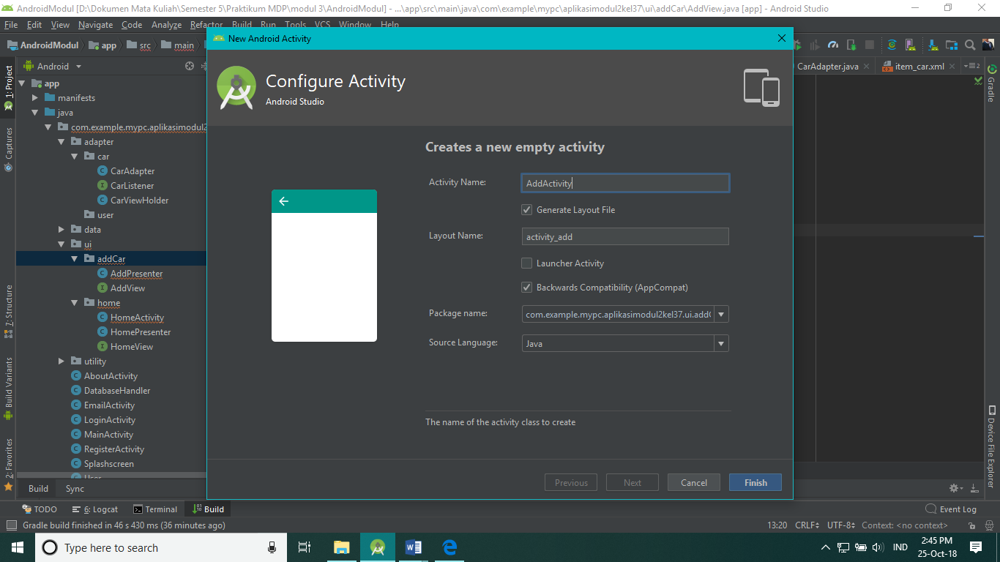 AndroidModul [D:\Dokumen Mata Kuliah\Semester 5\Praktikum MDP\modul 3\AndroidModul] - ...\app\src\main\java\com\example\mypc\aplikasimodul2kel37\ui\addCar\AddView.java [app] - Android Studio
File Edit View Navigate Code Analyze Refactor Build Run Tools VCS Window Help
AndroidModul app src main
New Android Activity
Configure Activity
Android Studio
Creates a new empty activity
Activity Name: AddActivity
Generate Layout File
Layout Name: activity_add
Launcher Activity
Backwards Compatibility (AppCompat)
Package name: com.example.mypc.aplikasimodul2kel37.ui.add
Source Language: Java
The name of the activity class to create
Previous Next Cancel Finish
1: Project
Captures
7: Structure
Build Variants
2: Favorites
Android
app
manifests
java
com.example.mypc.aplikasimodul2
adapter
car
CarAdapter
CarListener
CarViewHolder
user
data
ui
addCar
AddPresenter
AddView
home
HomeActivity
HomePresenter
HomeView
utility
AboutActivity
DatabaseHandler
EmailActivity
LoginActivity
MainActivity
RegisterActivity
Splashscreen
User
CarAdapter.java item_car.xml 2
Gradle
Device File Explorer
Build Sync
TODO 6: Logcat Terminal Build Event Log
Gradle build finished in 46 s 430 ms (36 minutes ago) 13:20 CRLF UTF-8 Context: <no context>
Type here to search IND 2:45 PM
25-Oct-18